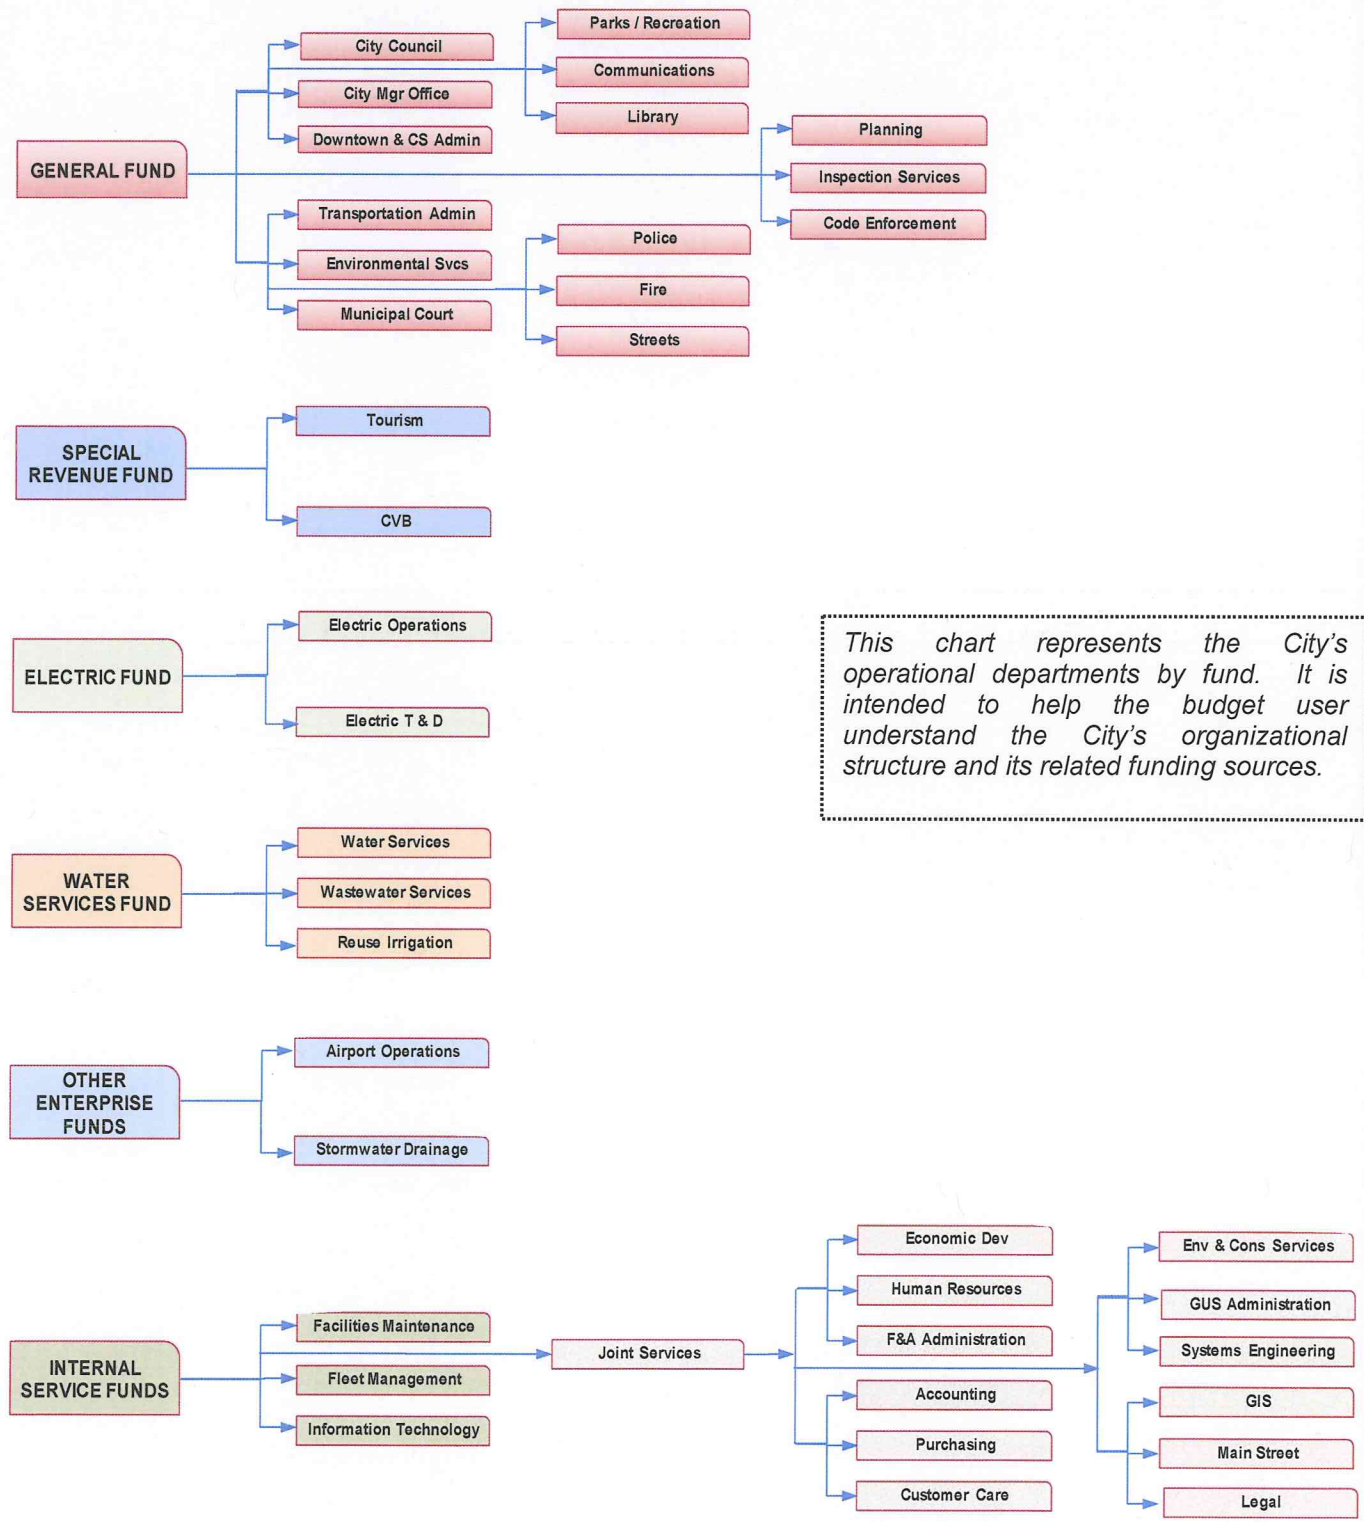 GENERAL FUND
City Council
City Mgr Office
Downtown & CS Admin
Transportation Admin
Environmental Svcs
Municipal Court
Parks / Recreation
Communications
Library
Police
Fire
Streets
Planning
Inspection Services
Code Enforcement
SPECIAL
REVENUE FUND
Tourism
CVB
ELECTRIC FUND
Electric Operations
Electric T & D
This chart represents the City's
operational departments by fund. It is
intended to help the budget user
understand the City's organizational
structure and its related funding sources.
WATER
SERVICES FUND
Water Services
Wastewater Services
Reuse Irrigation
OTHER
ENTERPRISE
FUNDS
Airport Operations
Stormwater Drainage
INTERNAL
SERVICE FUNDS
Facilities Maintenance
Fleet Management
Information Technology
Joint Services
Economic Dev
Human Resources
F&A Administration
Accounting
Purchasing
Customer Care
Env & Cons Services
GUS Administration
Systems Engineering
GIS
Main Street
Legal